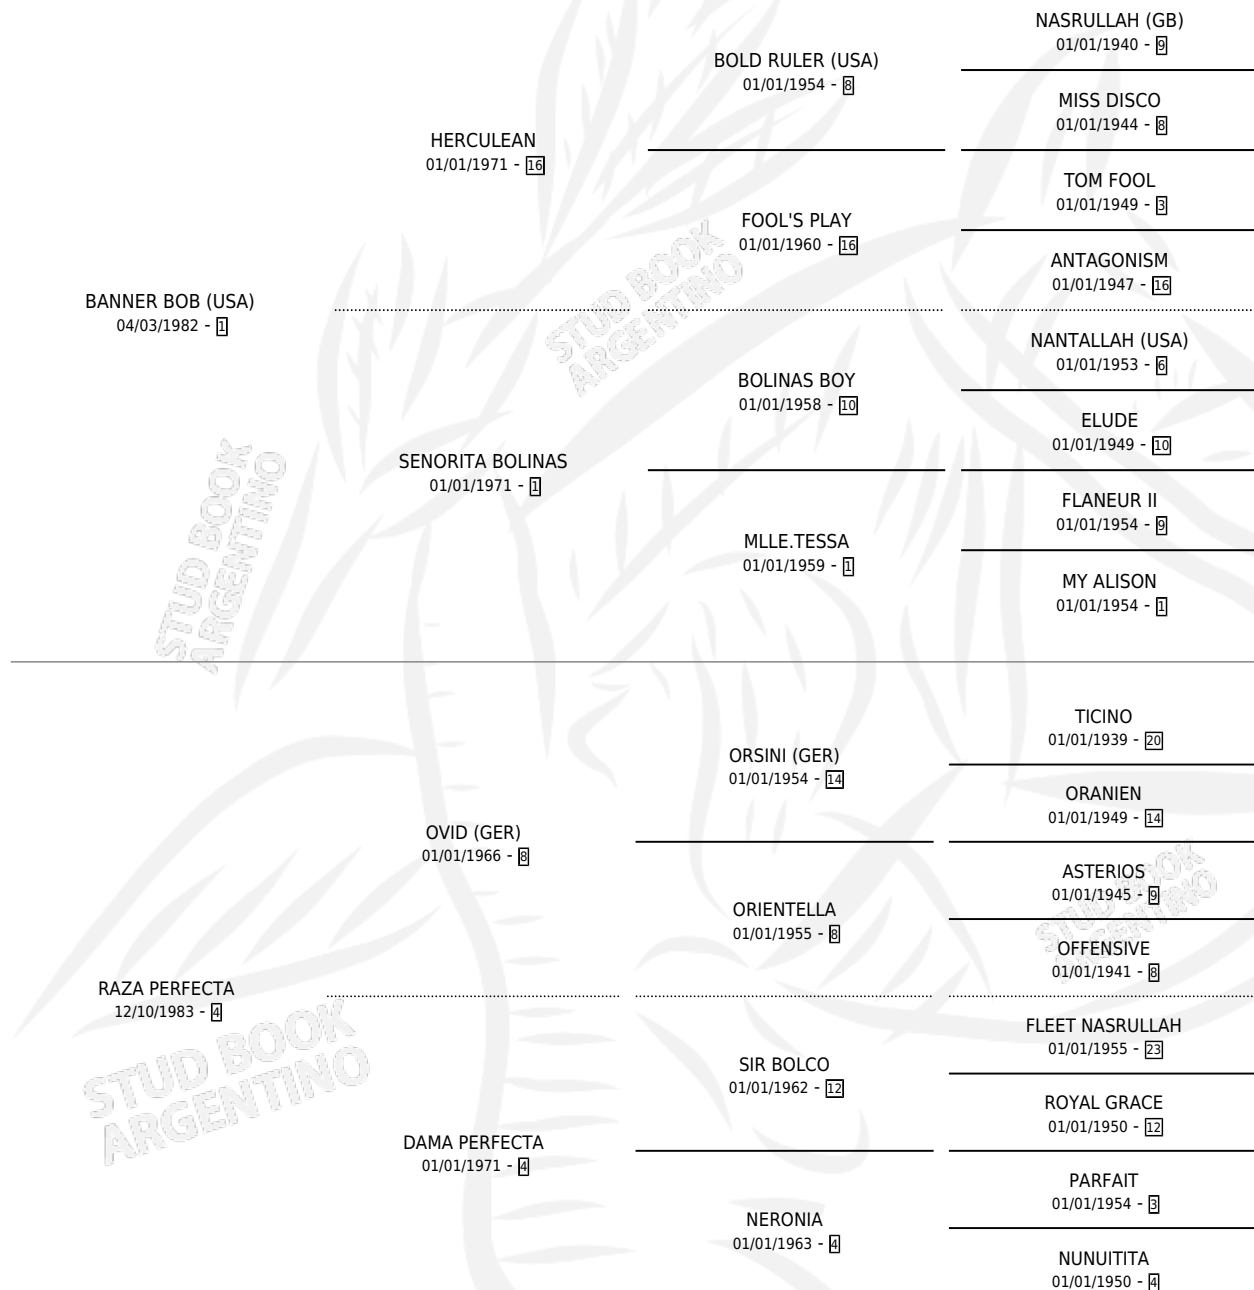 NASRULLAH (GB)
01/01/1940 - 9
BOLD RULER (USA)
01/01/1954 - 8
MISS DISCO
01/01/1944 - 8
HERCULEAN
01/01/1971 - 16
TOM FOOL
01/01/1949 - 3
FOOL'S PLAY
01/01/1960 - 16
ANTAGONISM
01/01/1947 - 16
BANNER BOB (USA)
04/03/1982 - 1
NANTALLAH (USA)
01/01/1953 - 6
BOLINAS BOY
01/01/1958 - 10
ELUDE
01/01/1949 - 10
SENORITA BOLINAS
01/01/1971 - 1
FLANEUR II
01/01/1954 - 9
MLLE.TESSA
01/01/1959 - 1
MY ALISON
01/01/1954 - 1
TICINO
01/01/1939 - 20
ORSINI (GER)
01/01/1954 - 14
ORANIEN
01/01/1949 - 14
OVID (GER)
01/01/1966 - 8
ASTERIOS
01/01/1945 - 9
ORIENTELLA
01/01/1955 - 8
OFFENSIVE
01/01/1941 - 8
RAZA PERFECTA
12/10/1983 - 4
FLEET NASRULLAH
01/01/1955 - 23
SIR BOLCO
01/01/1962 - 12
ROYAL GRACE
01/01/1950 - 12
DAMA PERFECTA
01/01/1971 - 4
PARFAIT
01/01/1954 - 3
NERONIA
01/01/1963 - 4
NUNUITITA
01/01/1950 - 4
STUD BOOK
ARGENTINO
STUD BOOK
ARGENTINO
STUD BOOK
ARGENTINO
STUD BOOK
ARGENTINO